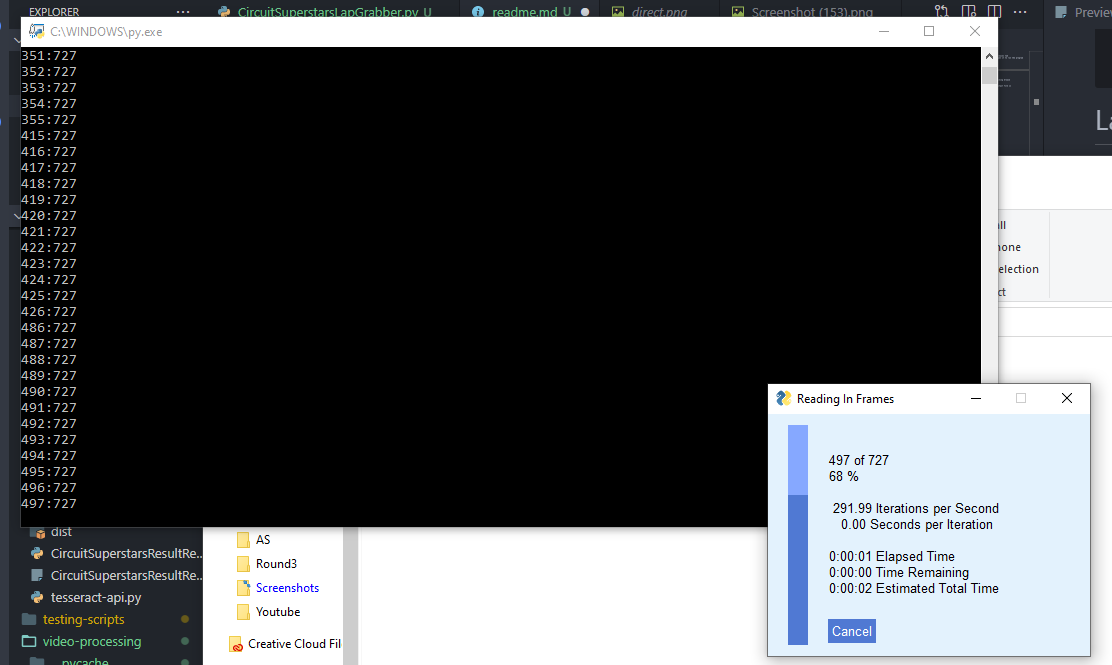 EXPLORER
···
CircuitSuperstarsLapGrabber.py U
readme.md U
direct.png
Screenshot (153).png
···
Preview
C:\WINDOWS\py.exe
351:727
352:727
353:727
354:727
355:727
415:727
416:727
417:727
418:727
419:727
420:727
421:727
422:727
423:727
424:727
425:727
426:727
486:727
487:727
488:727
489:727
490:727
491:727
492:727
493:727
494:727
495:727
496:727
497:727
La
ll
none
election
ct
Reading In Frames
497 of 727
68 %
291.99 Iterations per Second
0.00 Seconds per Iteration
0:00:01 Elapsed Time
0:00:00 Time Remaining
0:00:02 Estimated Total Time
Cancel
dist
CircuitSuperstarsResultRe...
CircuitSuperstarsResultRe...
tesseract-api.py
testing-scripts
video-processing
pycache
AS
Round3
Screenshots
Youtube
Creative Cloud Fil